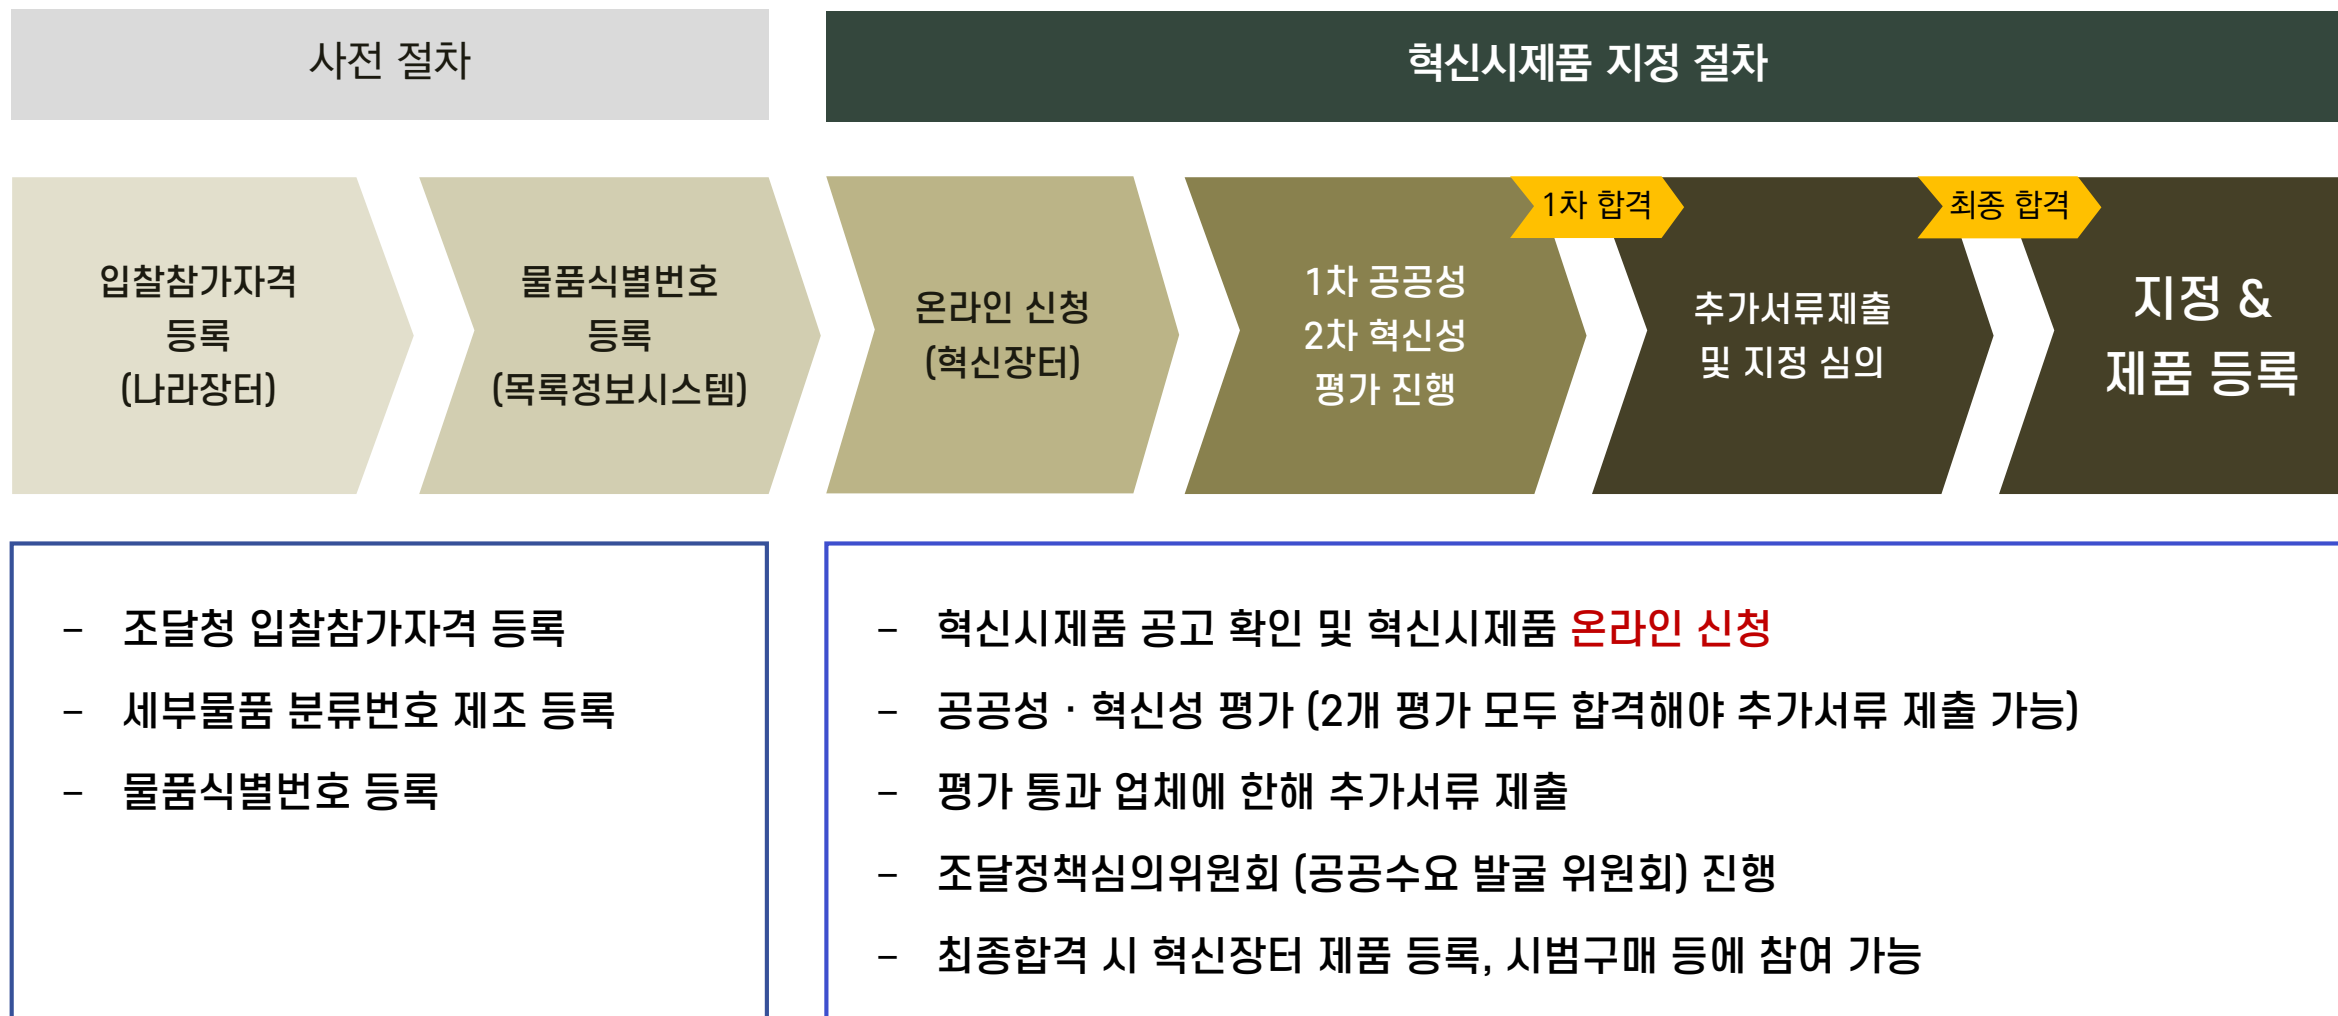 사전 절차
혁신시제품 지정 절차
입찰참가자격
등록
(나라장터)
물품식별번호
등록
(목록정보시스템)
온라인 신청
(혁신장터)
1차 공공성
2차 혁신성
평가 진행
1차 합격
추가서류제출
및 지정 심의
최종 합격
지정 &
제품 등록
- 조달청 입찰참가자격 등록
- 세부물품 분류번호 제조 등록
- 물품식별번호 등록
- 혁신시제품 공고 확인 및 혁신시제품 온라인 신청
- 공공성 · 혁신성 평가 (2개 평가 모두 합격해야 추가서류 제출 가능)
- 평가 통과 업체에 한해 추가서류 제출
- 조달정책심의위원회 (공공수요 발굴 위원회) 진행
- 최종합격 시 혁신장터 제품 등록, 시범구매 등에 참여 가능